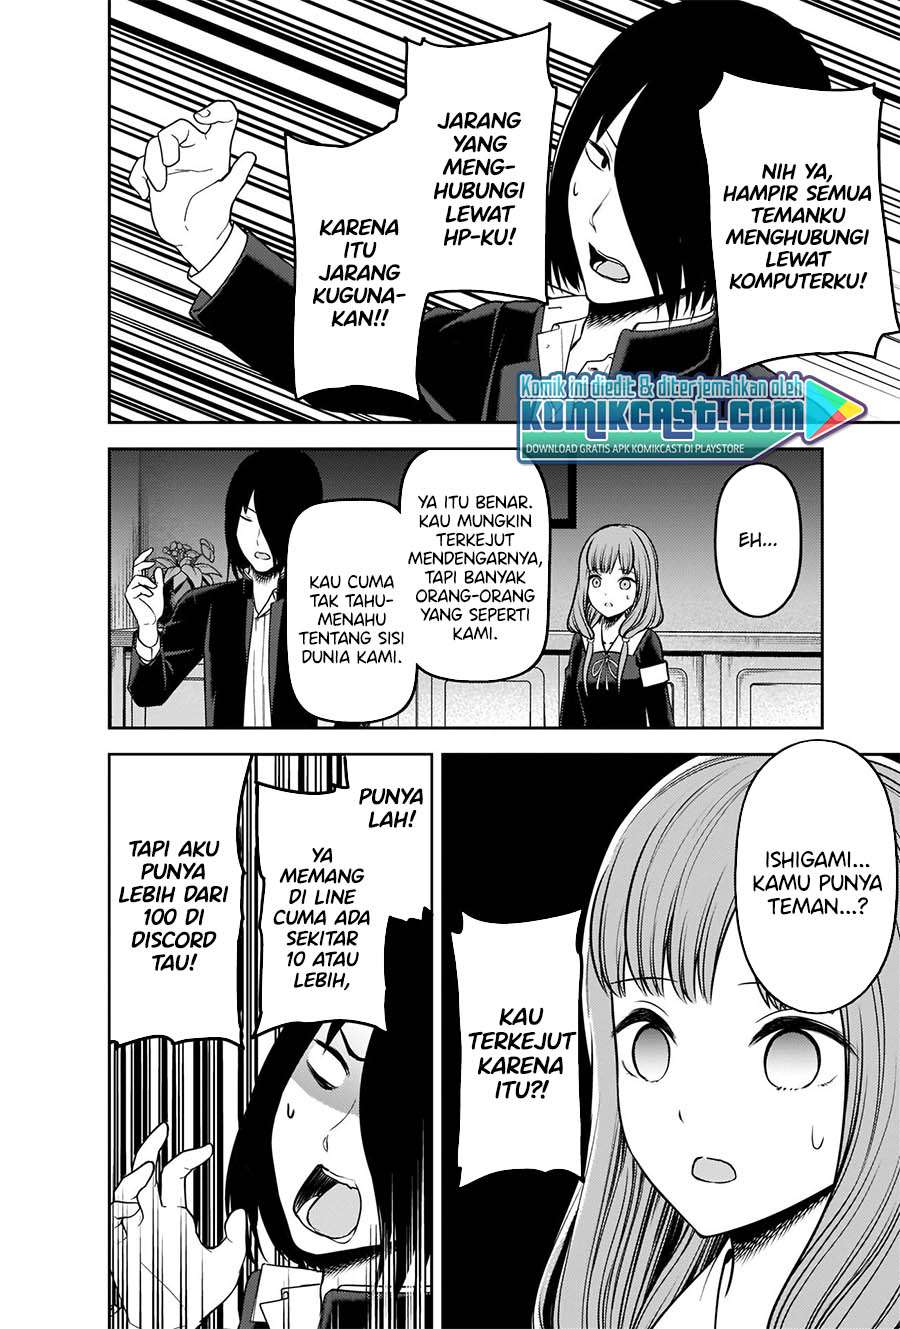 NIH YA,
HAMPIR SEMUA
TEMANKU
MENGHUBUNGI
LEWAT
KOMPUTERKU!
JARANG
YANG
MENG-
HUBUNGI
LEWAT
HP-KU!
KARENA
ITU
JARANG
KUGUNA-
KAN!!
Komik ini diedit & diterjemahkan oleh
KOMIKCAST.COM
DOWNLOAD GRATIS APK KOMIKCAST DI PLAYSTORE
EH...
YA ITU BENAR.
KAU MUNGKIN
TERKEJUT
MENDENGARNYA,
TAPI BANYAK
ORANG-ORANG
YANG SEPERTI
KAMI.
KAU CUMA
TAK TAHU-
MENAHU
TENTANG SISI
DUNIA KAMI.
ISHIGAMI...
KAMU PUNYA
TEMAN...?
KAU
TERKEJUT
KARENA
ITU?!
PUNYA
LAH!
YA
MEMANG
DI LINE
CUMA ADA
SEKITAR
10 ATAU
LEBIH,
TAPI AKU
PUNYA
LEBIH DARI
100 DI
DISCORD
TAU!